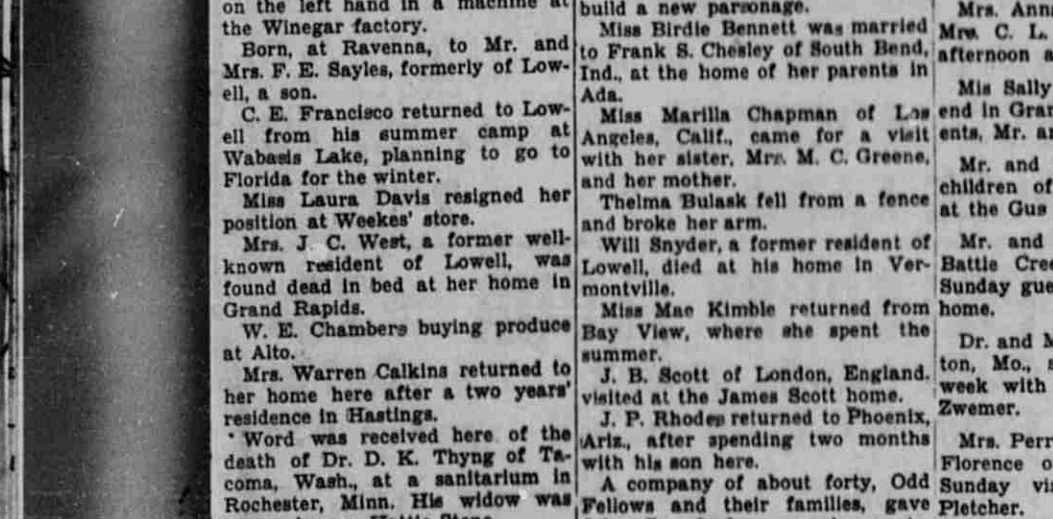 on the left hand in a machine at
the Winegar factory.
Born, at Ravenna, to Mr. and
Mrs. F. E. Sayles, formerly of Low-
ell, a son.
C. E. Francisco returned to Low-
ell from his summer camp at
Wabasis Lake, planning to go to
Florida for the winter.
Miss Laura Davis resigned her
position at Weekes' store.
Mrs. J. C. West, a former well-
known resident of Lowell, was
found dead in bed at her home in
Grand Rapids.
W. E. Chambers buying produce
at Alto.
Mrs. Warren Calkins returned to
her home here after a two years'
residence in Hastings.
Word was received here of the
death of Dr. D. K. Thyng of Ta-
coma, Wash., at a sanitarium in
Rochester, Minn. His widow was
Hattie Stone
build a new parsonage.
Miss Birdie Bennett was married
to Frank S. Chesley of South Bend,
Ind., at the home of her parents in
Ada.
Miss Marilla Chapman of Los
Angeles, Calif., came for a visit
with her sister, Mrs. M. C. Greene,
and her mother.
Thelma Bulask fell from a fence
and broke her arm.
Will Snyder, a former resident of
Lowell, died at his home in Ver-
montville.
Miss Mae Kimble returned from
Bay View, where she spent the
summer.
J. B. Scott of London, England,
visited at the James Scott home.
J. P. Rhodes returned to Phoenix,
Ariz., after spending two months
with his son here.
A company of about forty, Odd
Fellows and their families, gave
Mrs. Ann
Mrs. C. L.
afternoon a
Mis Sally
end in Gran
ents, Mr. an
Mr. and
children of
at the Gus
Mr. and
Battle Cree
Sunday gue
home.
Dr. and M
ton, Mo., s
week with
Zwemer.
Mrs. Perr
Florence o
Sunday vis
Pletcher.